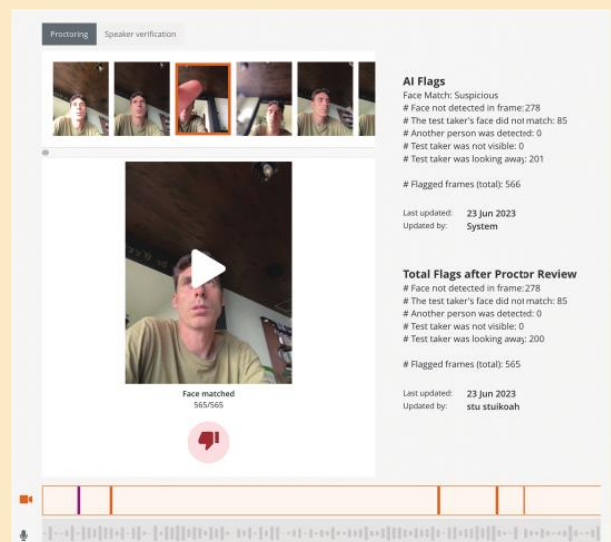 Proctoring Speaker verification
AI Flags
Face Match: Suspicious
# Face not detected in frame: 278
# The test taker's face did not match: 85
# Another person was detected: 0
# Test taker was not visible: 0
# Test taker was looking away: 201
# Flagged frames (total): 566
Last updated: 23 Jun 2023
Updated by: System
Total Flags after Proctor Review
# Face not detected in frame: 278
# The test taker's face did not match: 85
# Another person was detected: 0
# Test taker was not visible: 0
# Test taker was looking away: 200
# Flagged frames (total): 565
Last updated: 23 Jun 2023
Updated by: stu stuikoah
Face matched
565/565